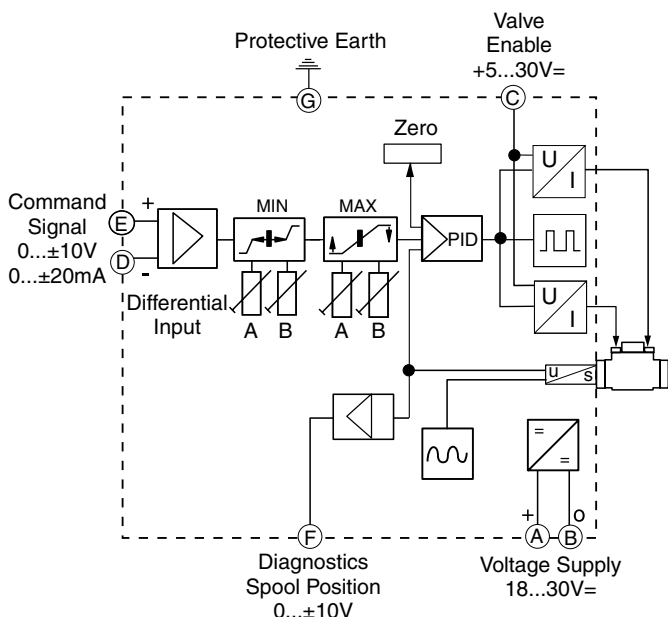 Protective Earth
G
Valve
Enable
+5...30V=
C
Zero
U
I
Command
Signal
0...±10V
0...±20mA
E
+
D
-
MIN
MAX
PID
Differential
Input
A
B
A
B
U
I
u
s
=
=
+
o
A
B
F
Diagnostics
Spool Position
0...±10V
Voltage Supply
18...30V=